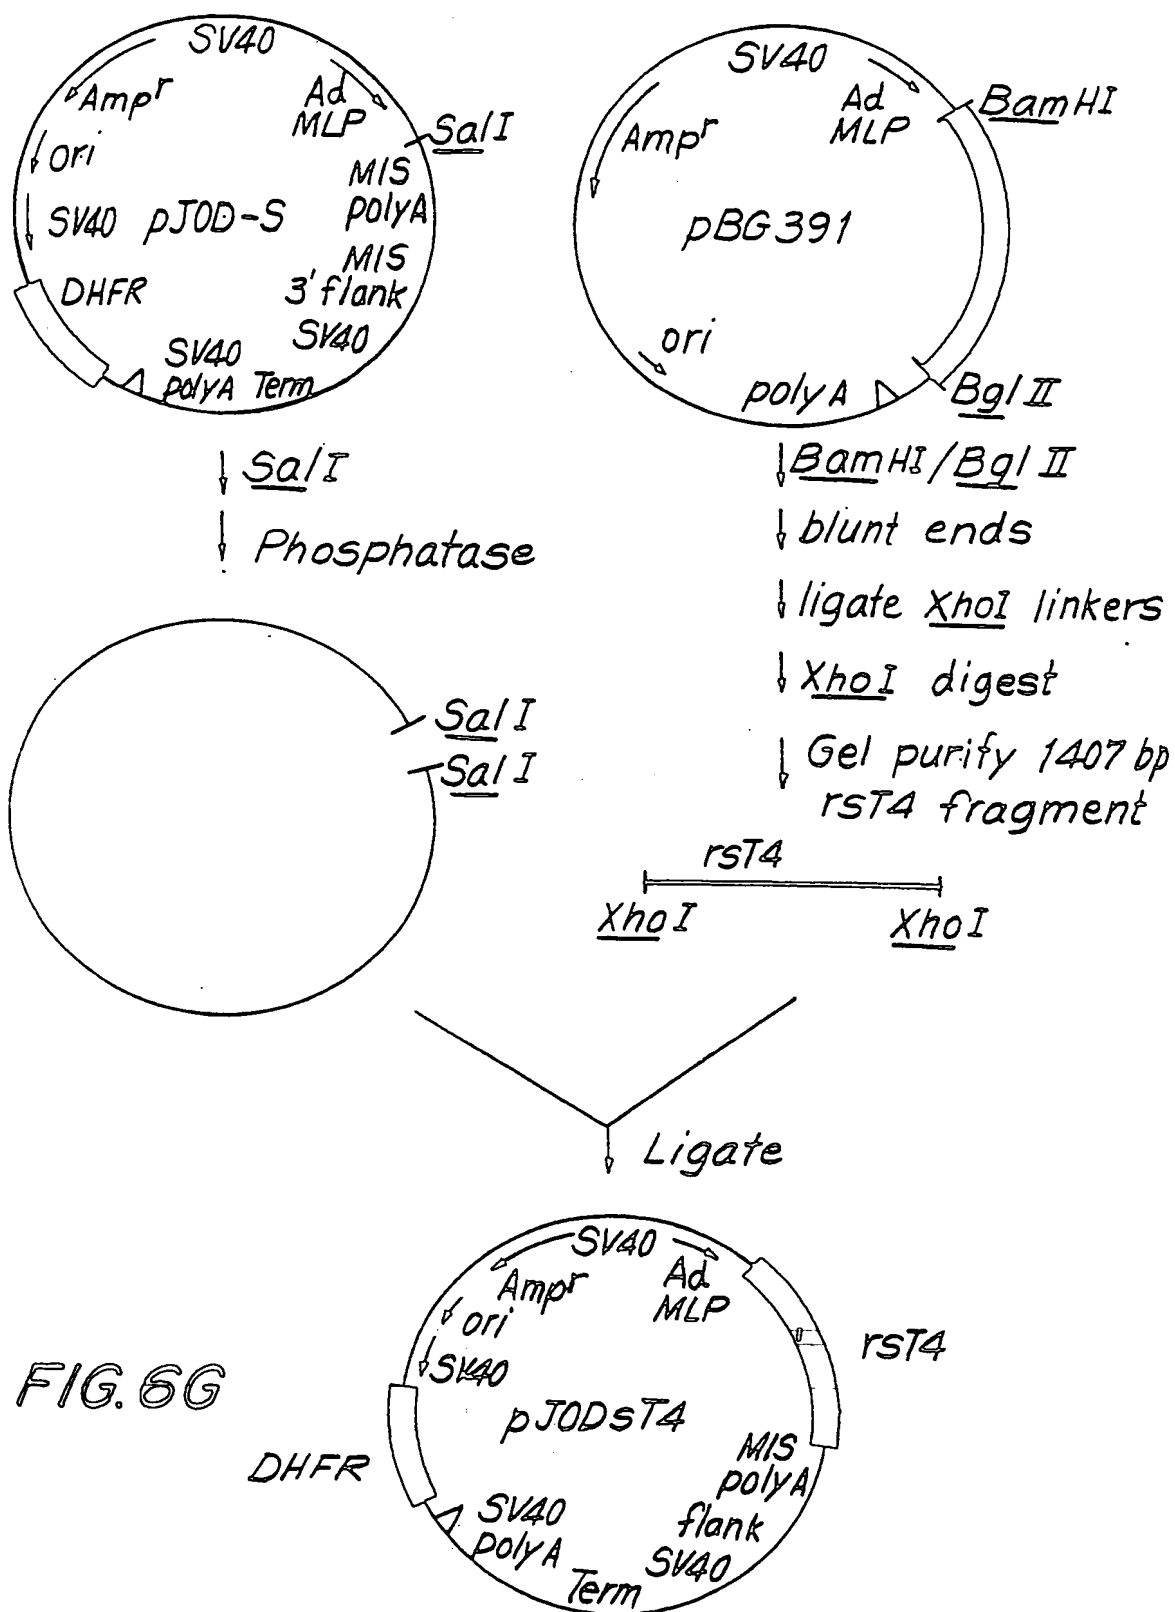 SV40
Ampr
Ad
MLP
SalI
ori
MIS
polyA
SV40
pJOD-S
MIS
3' flank
DHFR
SV40
SV40
polyA Term
SalI
Phosphatase
SalI
SalI
SV40
Ad
MLP
BamHI
Ampr
pBG391
ori
polyA
BglII
BamHI/BglII
blunt ends
ligate XhoI linkers
XhoI digest
Gel purify 1407 bp
rsT4 fragment
rsT4
XhoI
XhoI
Ligate
SV40
Ampr
Ad
MLP
ori
SV40
rsT4
FIG. 6G
pJODsT4
DHFR
MIS
polyA
SV40
polyA
flank
SV40
Term